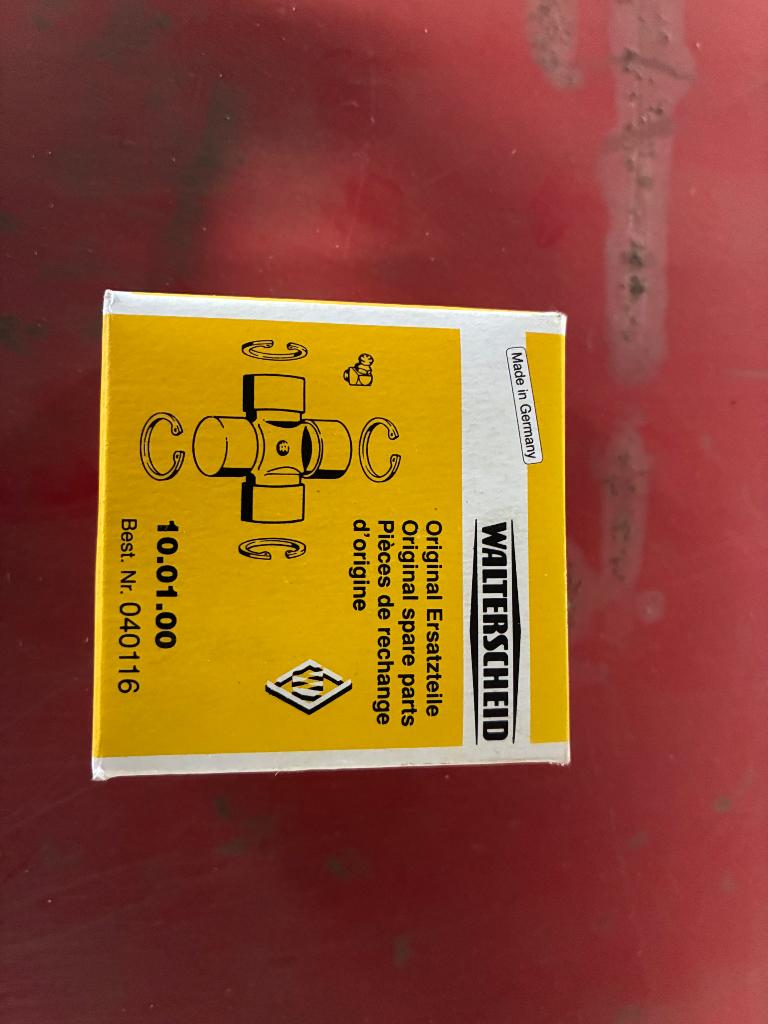 Made in Germany
WALTERSCHEID
Original Ersatzteile
Original spare parts
Pièces de rechange
d'origine
W
10.01.00
Best. Nr. 040116